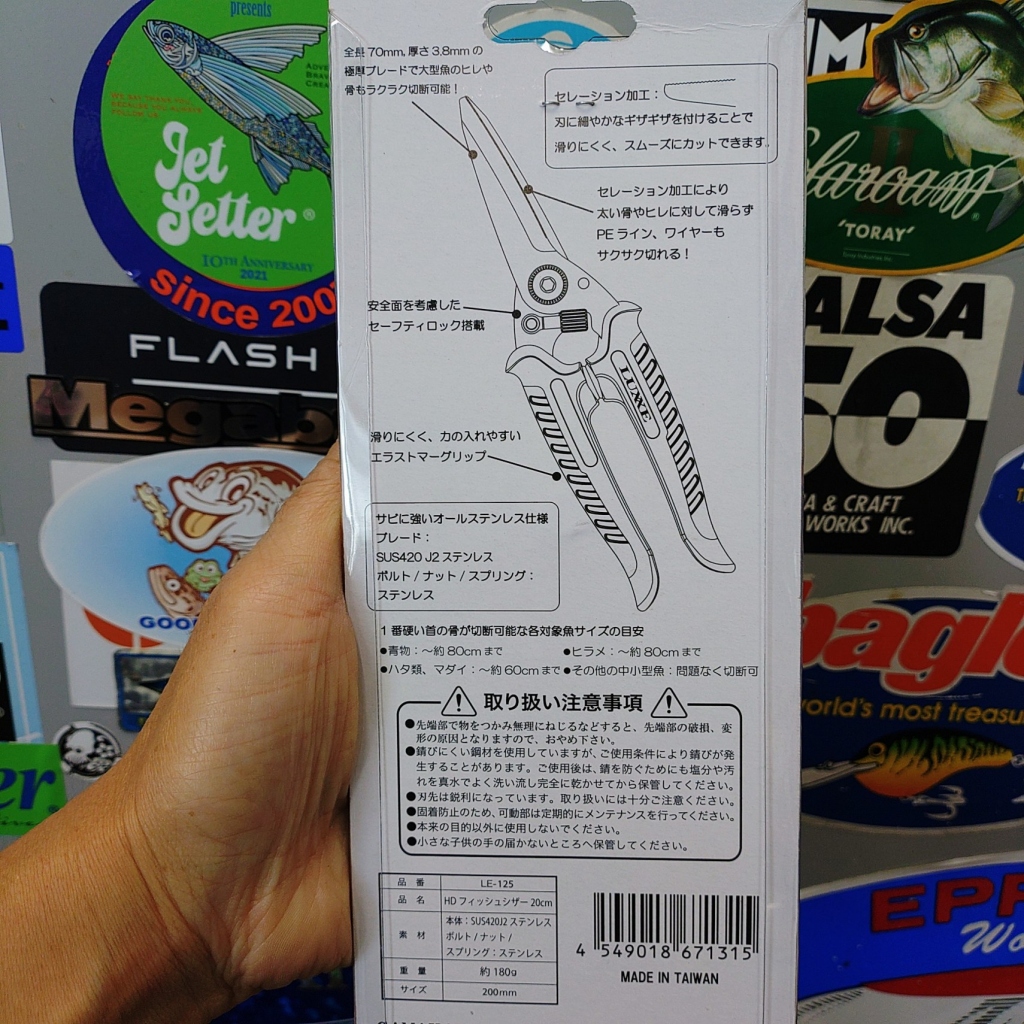 全長70mm, 厚さ3.8mmの
極厚ブレードで大型魚のヒレや
骨もラクラク切断可能！
セレーション加工：
刃に細やかなギザギザを付けることで
滑りにくく、スムーズにカットできます。
セレーション加工により
太い骨やヒレに対して滑らず
PEライン、ワイヤーも
サクサク切れる！
安全面を考慮した
セーフティロック搭載
LUME
滑りにくく、力の入れやすい
エラストマーグリップ
サビに強いオールステンレス仕様
ブレード：
SUS420 J2 ステンレス
ボルト / ナット / スプリング：
ステンレス
1番硬い首の骨が切断可能な各対象魚サイズの目安
●青物：～約80cmまで ●ヒラメ：～約80cmまで
●ハタ類、マダイ：～約60cmまで ●その他の中小型魚：問題なく切断可
取り扱い注意事項
●先端部で物をつかみ無理にねじるなどすると、先端部の破損、変
形の原因となりますので、おやめ下さい。
●錆びにくい鋼材を使用していますが、ご使用条件により錆びが発
生することがあります。ご使用後は、錆を防ぐためにも塩分や汚
れを真水でよく洗い流し完全に乾かせてから保管してください。
●刃先は鋭利になっています。取り扱いには十分ご注意ください。
●固着防止のため、可動部は定期的にメンテナンスを行ってください。
●本来の目的以外に使用しないでください。
●小さな子供の手の届かないところへ保管してください。
品 番 LE-125
品 名 HD フィッシュシザー 20cm
素 材 本体：SUS420J2 ステンレス
ボルト / ナット /
スプリング：ステンレス
重 量 約180g
サイズ 200mm
4 549018 671315
MADE IN TAIWAN
presents
Jet
Setter®
10TH ANNIVERSARY
2021
since 200
FLASH
Megab
GOO
er
Solaroam®
II
'TORAY'
ALSA
50
A & CRAFT
WORKS INC.
bagl
world's most treasu
EPP
Wo